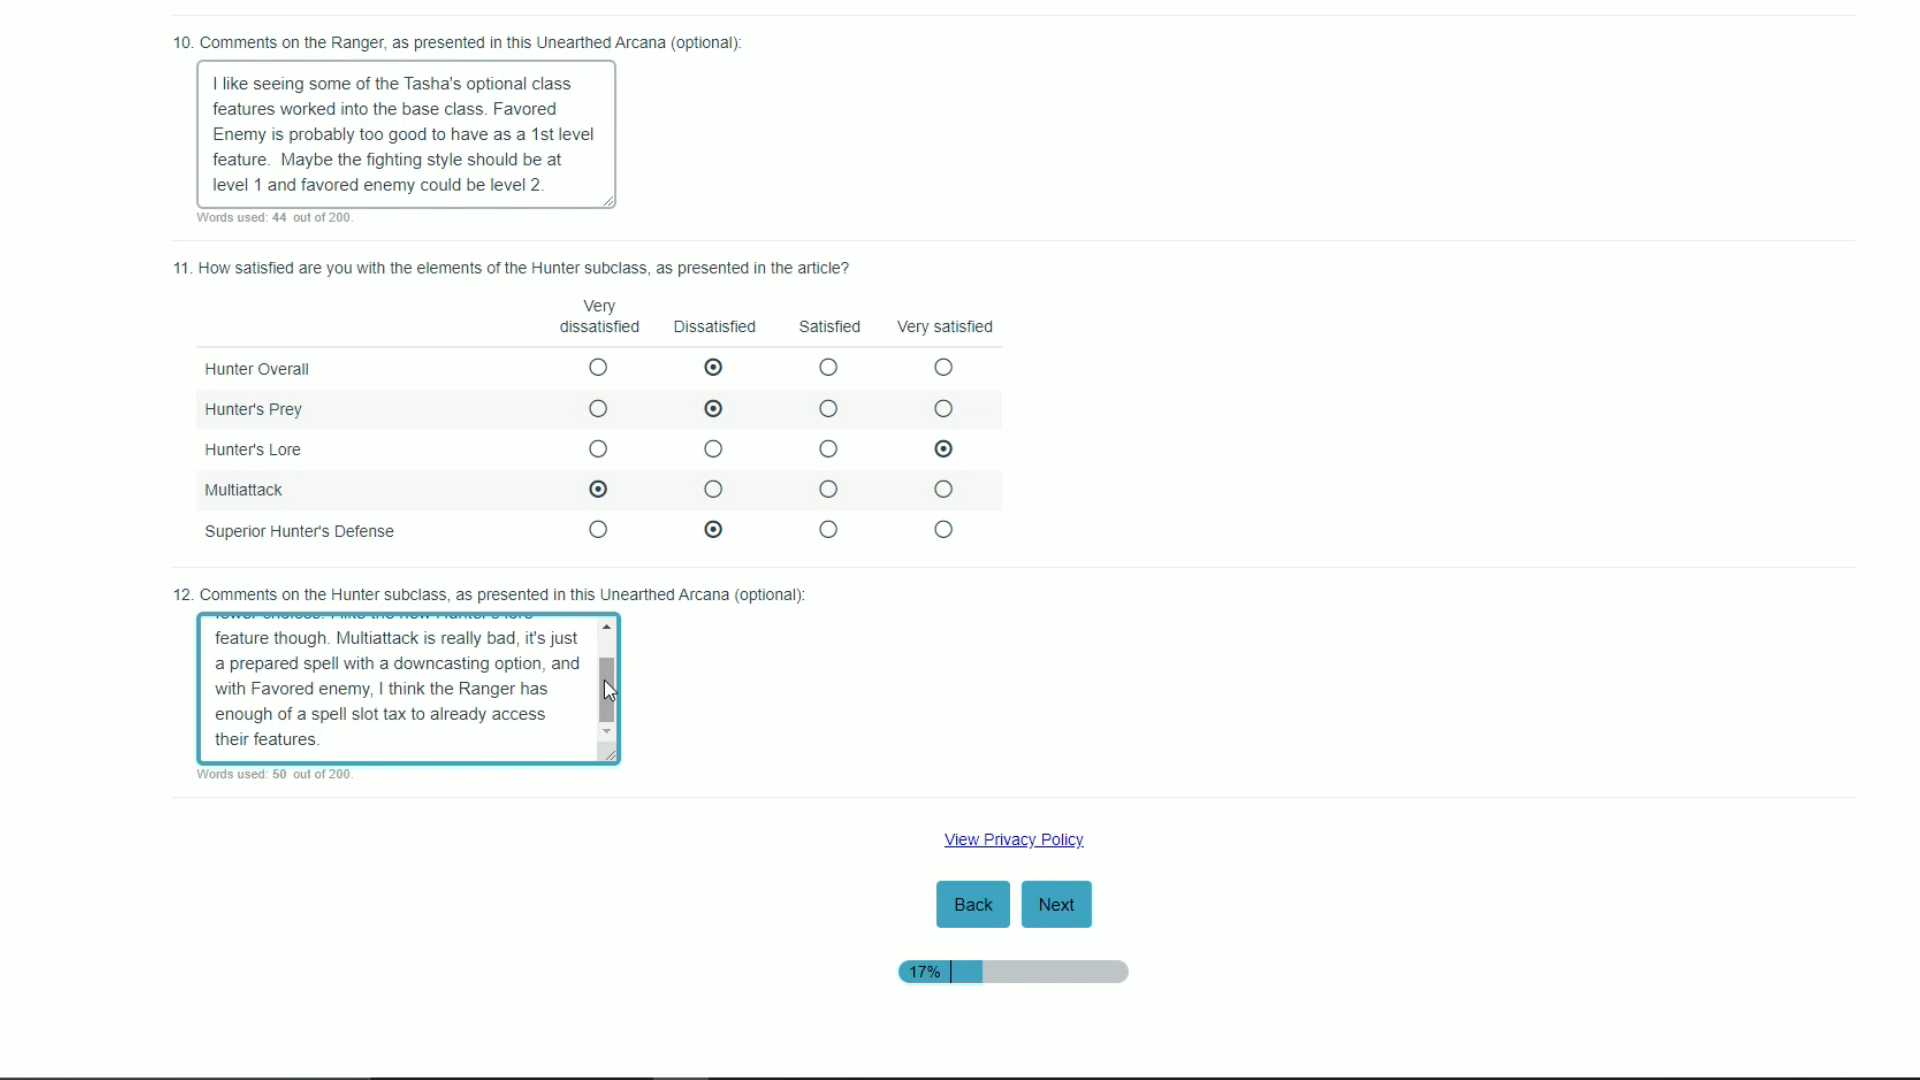 10. Comments on the Ranger, as presented in this Unearthed Arcana (optional):
I like seeing some of the Tasha's optional class
features worked into the base class. Favored
Enemy is probably too good to have as a 1st level
feature.  Maybe the fighting style should be at
level 1 and favored enemy could be level 2.
Words used: 44 out of 200.
11. How satisfied are you with the elements of the Hunter subclass, as presented in the article?
Very
dissatisfied Dissatisfied Satisfied Very satisfied
Hunter Overall
Hunter's Prey
Hunter's Lore
Multiattack
Superior Hunter's Defense
12. Comments on the Hunter subclass, as presented in this Unearthed Arcana (optional):
feature though. Multiattack is really bad, it's just
a prepared spell with a downcasting option, and
with Favored enemy, I think the Ranger has
enough of a spell slot tax to already access
their features.
Words used: 50 out of 200.
View Privacy Policy
Back Next
17%